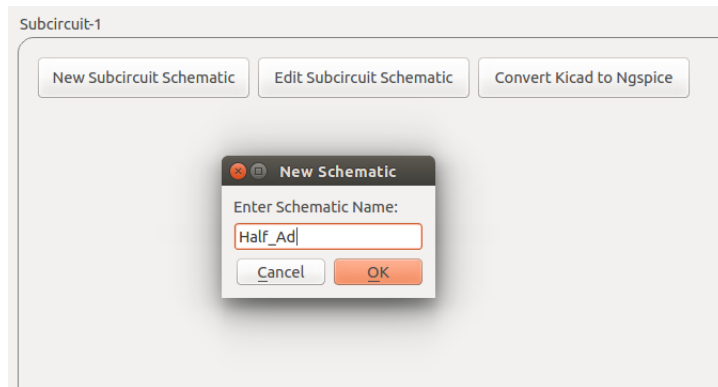 Subcircuit-1
New Subcircuit Schematic Edit Subcircuit Schematic Convert Kicad to Ngspice
New Schematic
Enter Schematic Name:
Half_Ad
Cancel OK